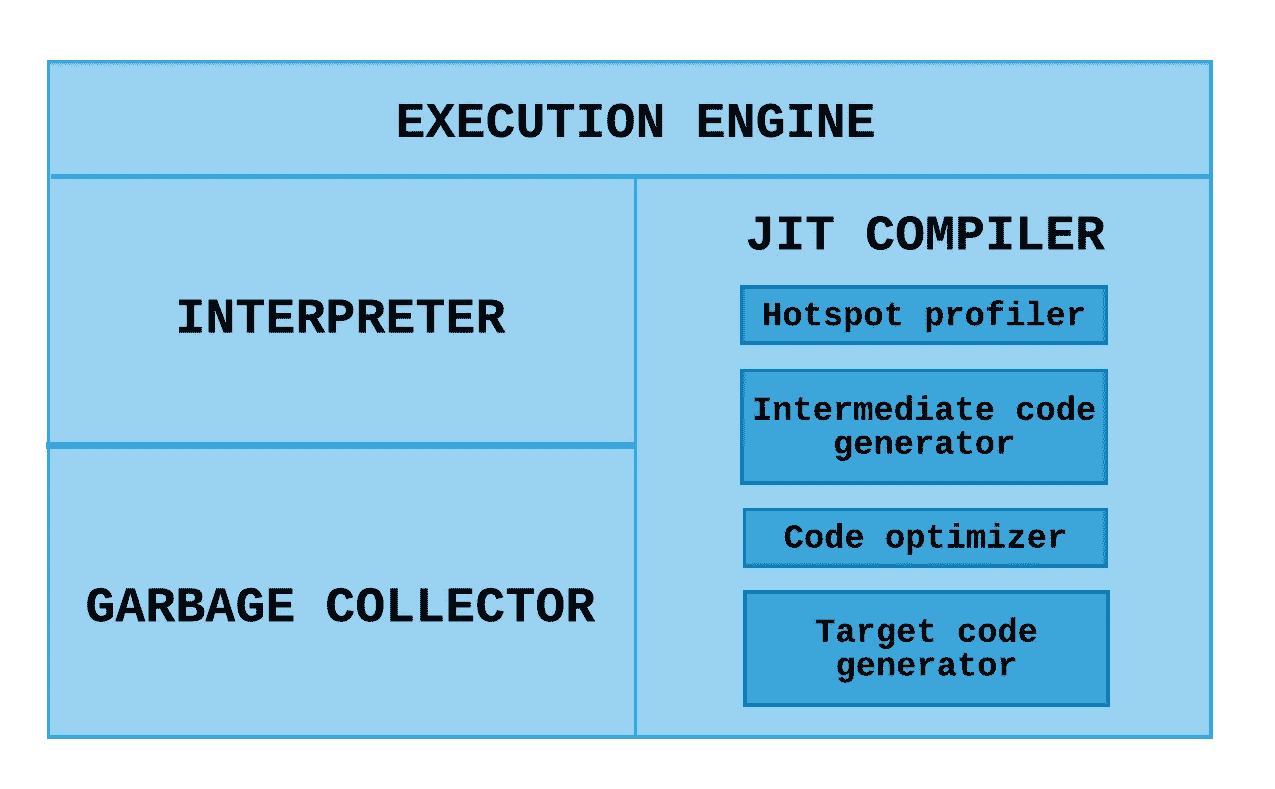 EXECUTION ENGINE
INTERPRETER
GARBAGE COLLECTOR
JIT COMPILER
Hotspot profiler
Intermediate code
generator
Code optimizer
Target code
generator